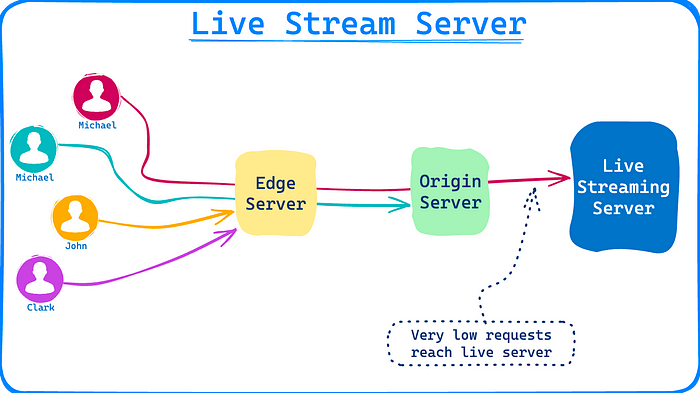 Live Stream Server
Michael
Michael
John
Clark
Edge
Server
Origin
Server
Live
Streaming
Server
Very low requests
reach live server